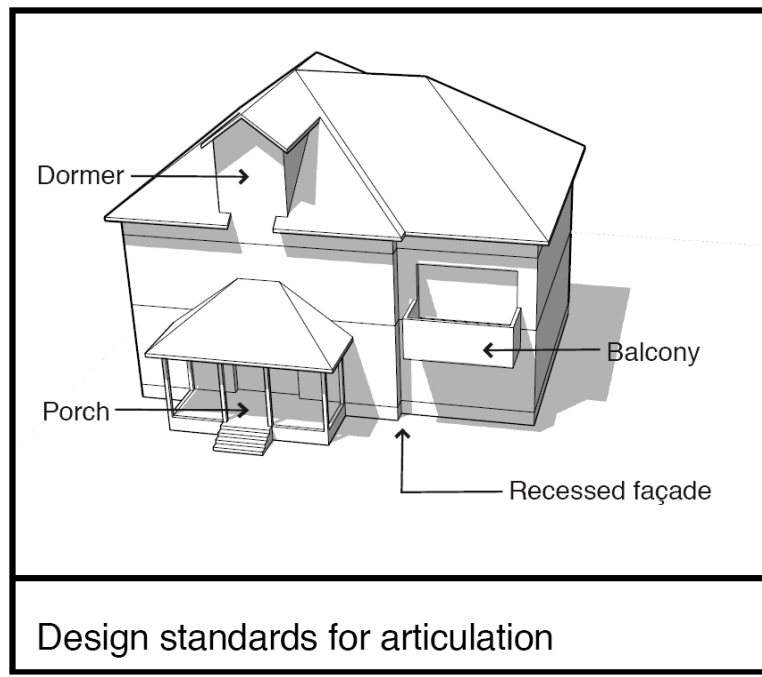 Dormer
Balcony
Porch
Recessed façade
Design standards for articulation